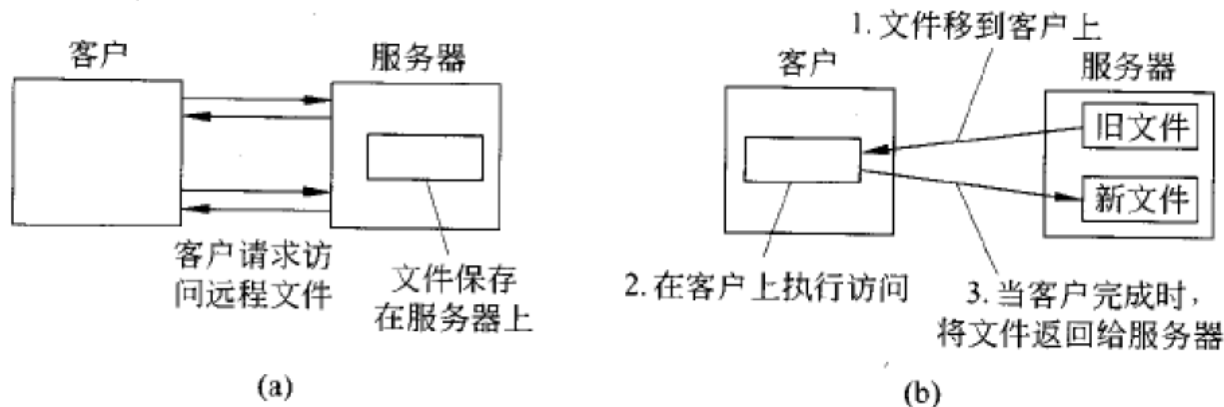 客户
服务器
客户请求访
问远程文件
文件保存
在服务器上
(a)
1. 文件移到客户上
客户
服务器
旧文件
新文件
2. 在客户上执行访问
3. 当客户完成时，
将文件返回给服务器
(b)